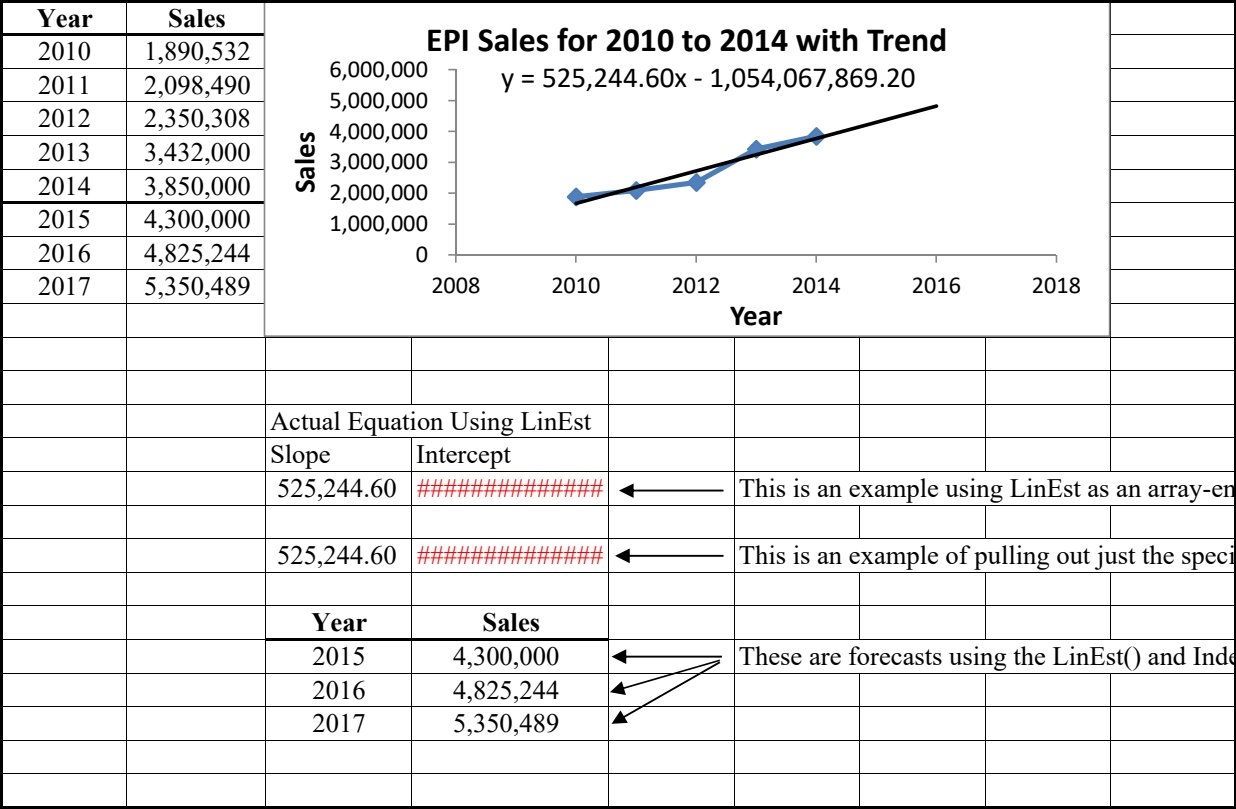 Year Sales
2010 1,890,532
2011 2,098,490
2012 2,350,308
2013 3,432,000
2014 3,850,000
2015 4,300,000
2016 4,825,244
2017 5,350,489
EPI Sales for 2010 to 2014 with Trend
y = 525,244.60x - 1,054,067,869.20
6,000,000
5,000,000
4,000,000
3,000,000
2,000,000
1,000,000
0
Sales
2008 2010 2012 2014 2016 2018
Year
Actual Equation Using LinEst
Slope Intercept
525,244.60 ############## This is an example using LinEst as an array-en
525,244.60 ############## This is an example of pulling out just the speci
Year Sales
2015 4,300,000 These are forecasts using the LinEst() and Inde
2016 4,825,244
2017 5,350,489